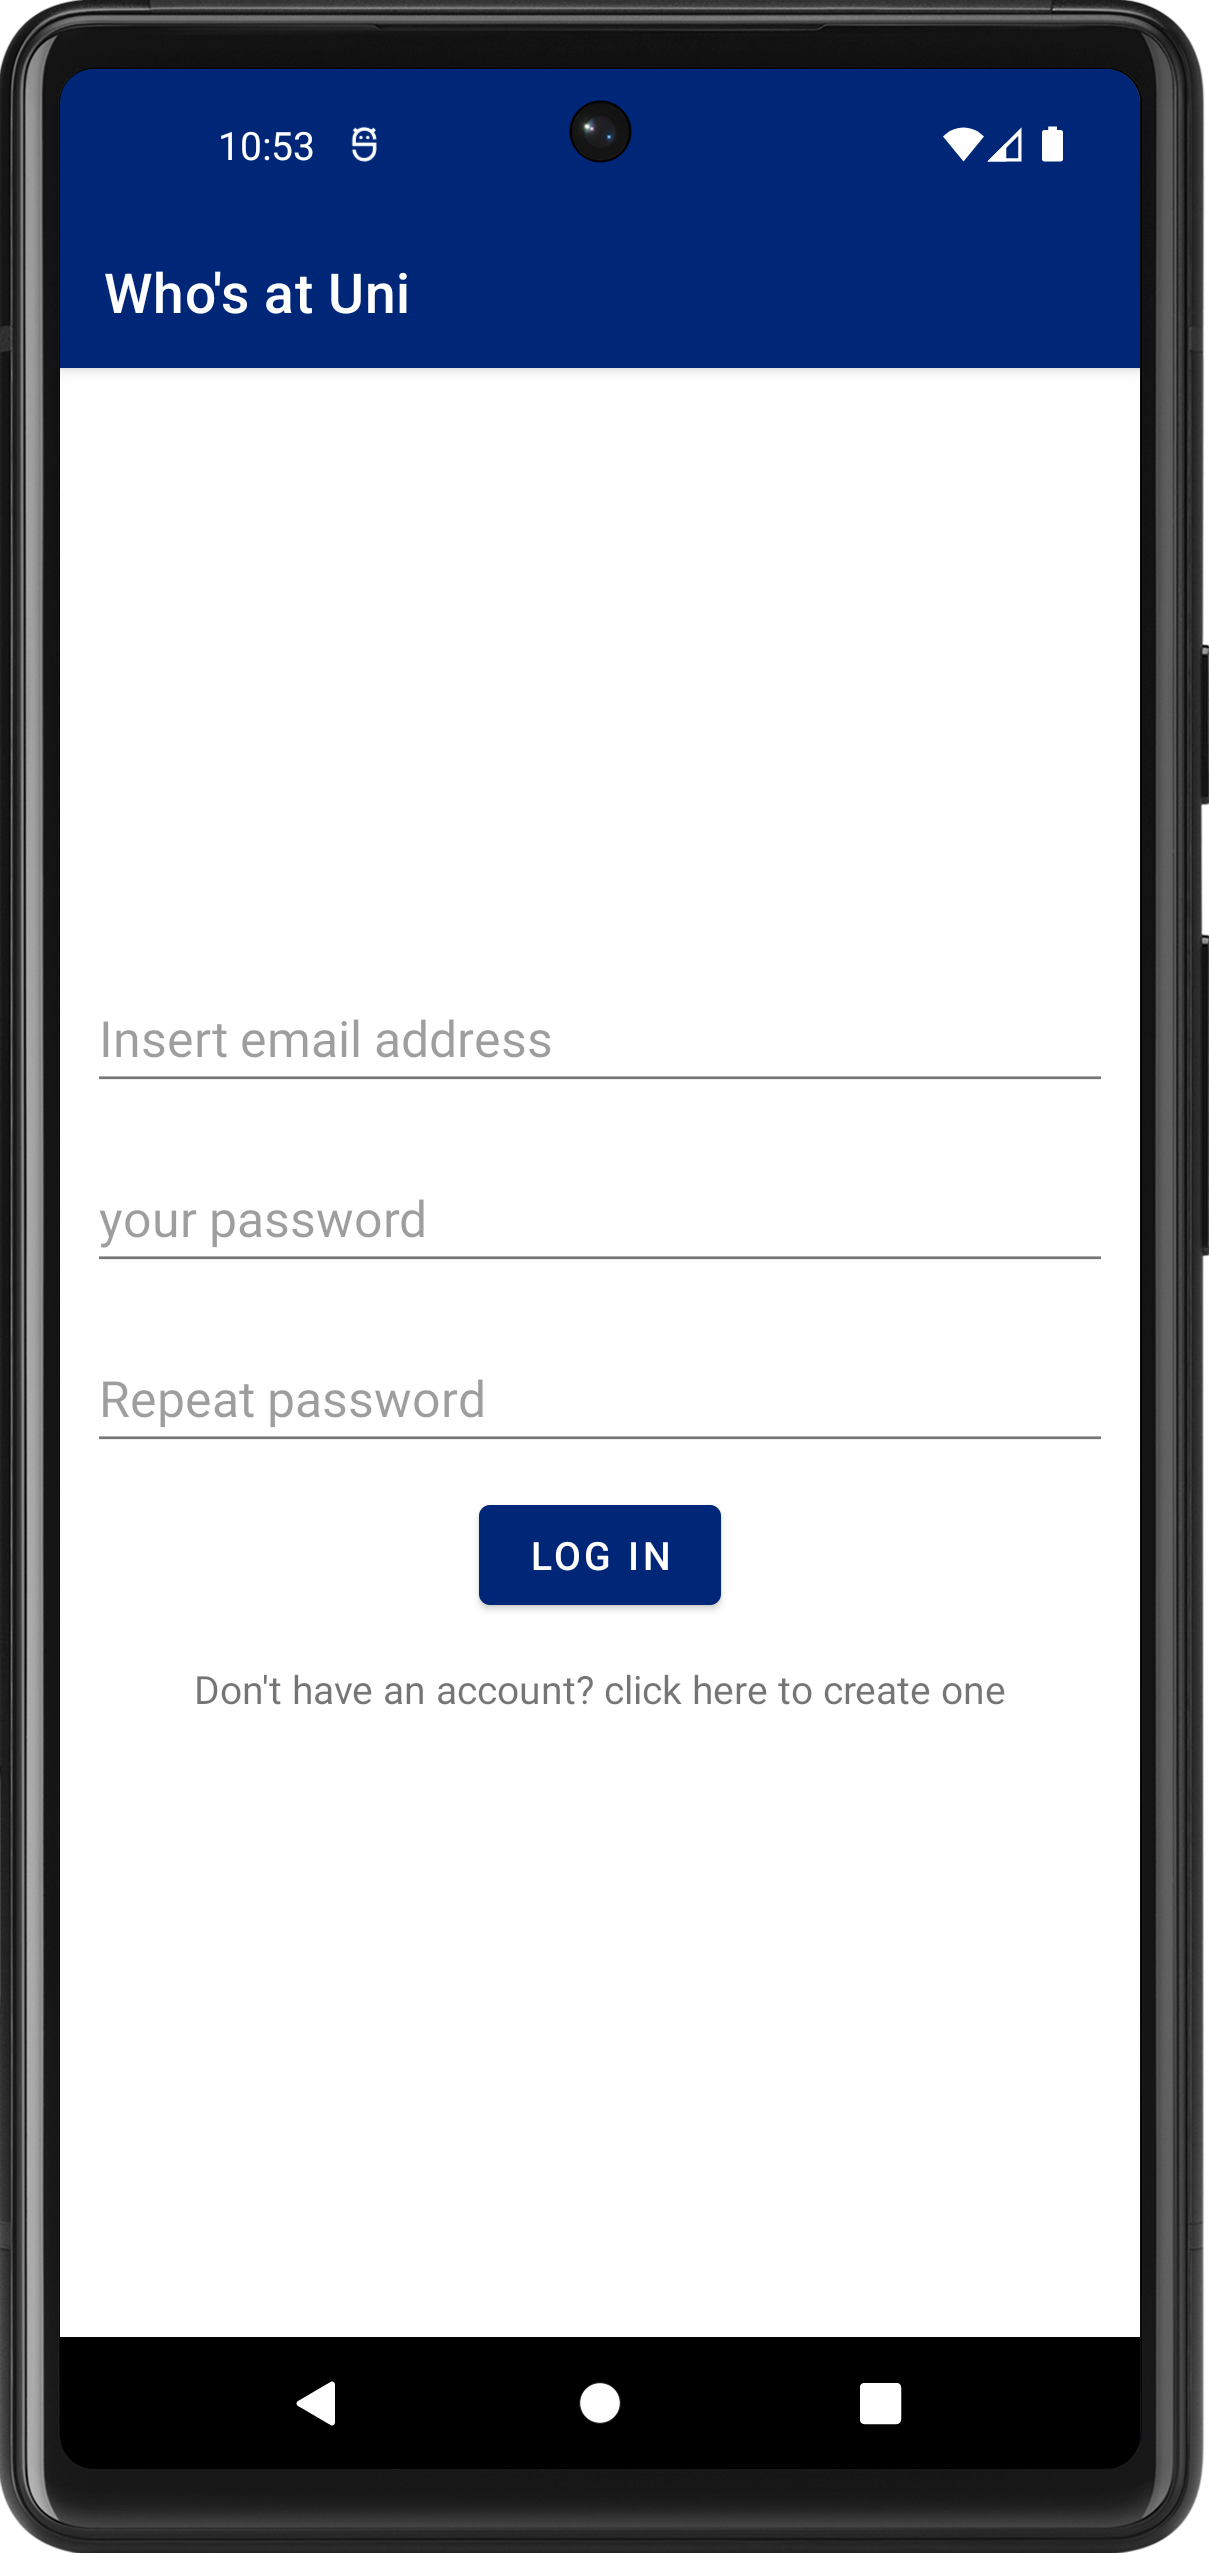 10:53
Who's at Uni
Insert email address
your password
Repeat password
LOG IN
Don't have an account? click here to create one